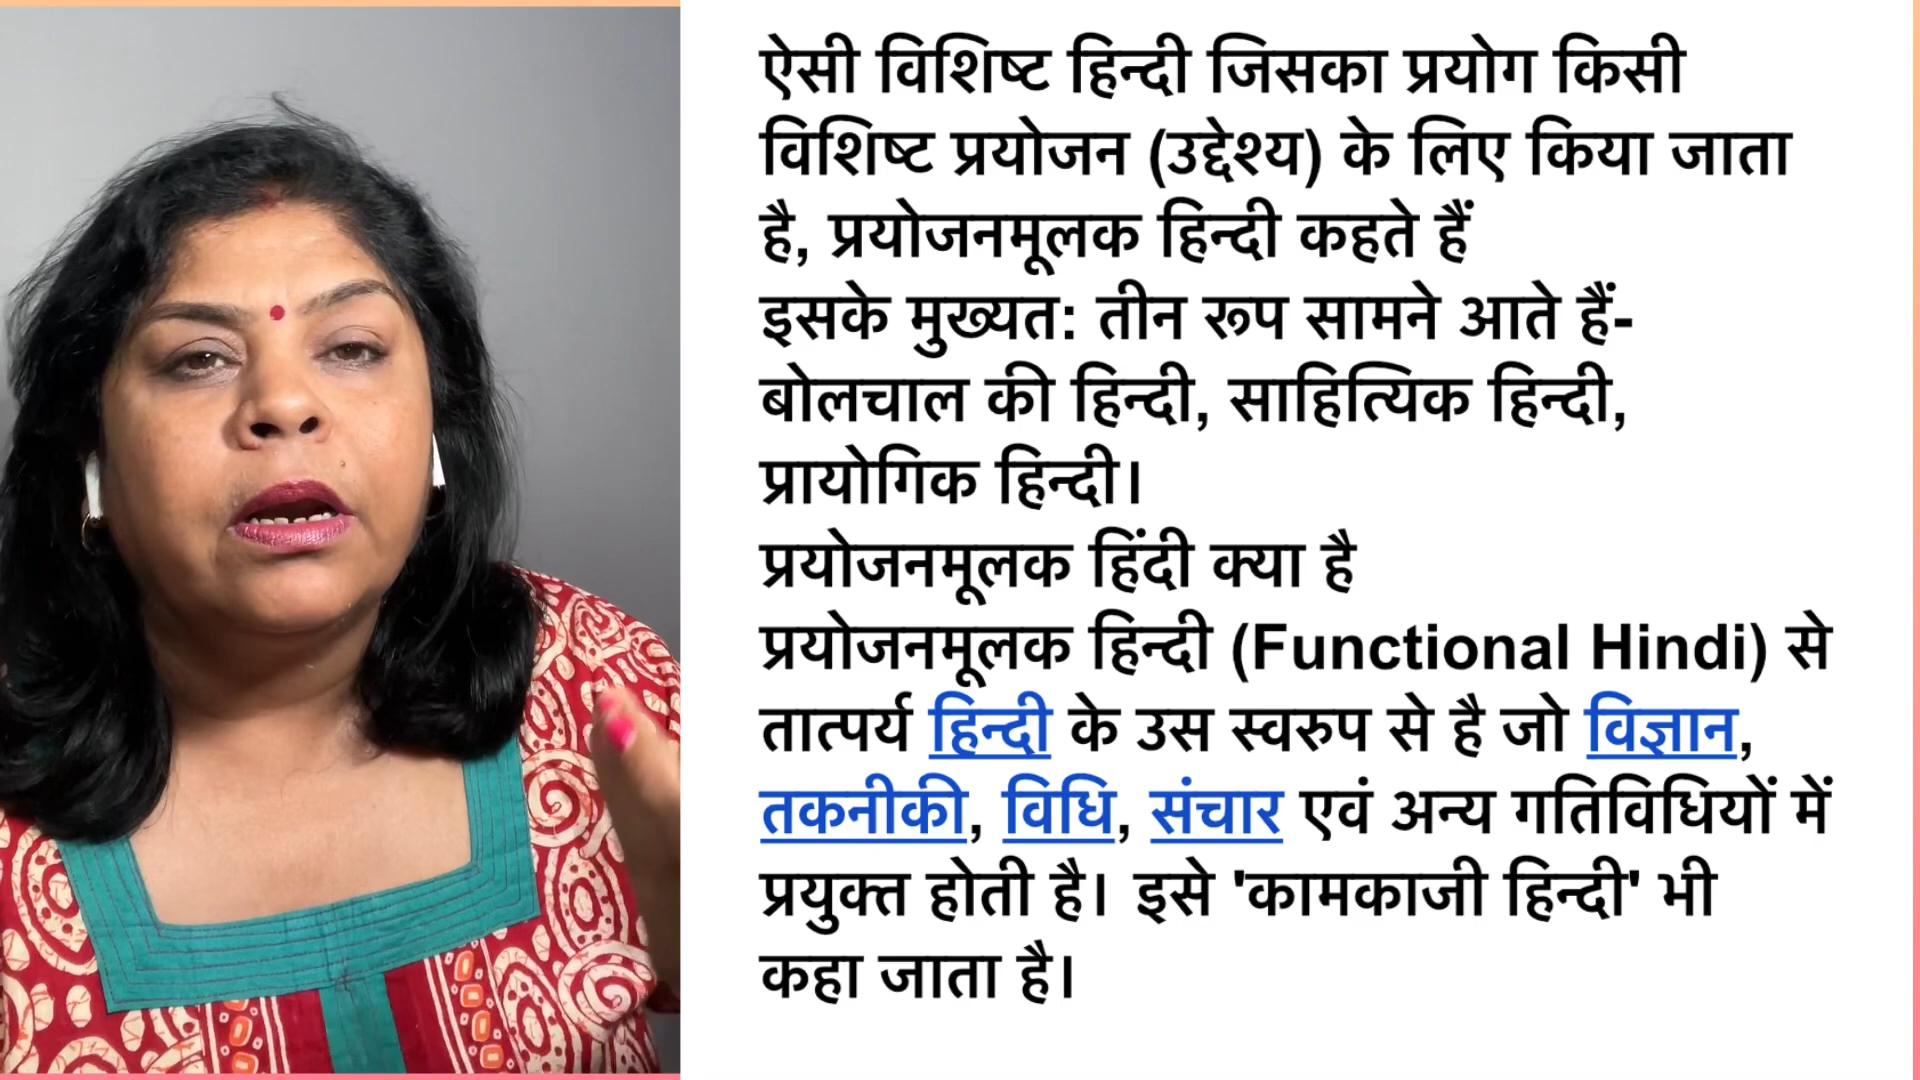 ऐसी विशिष्ट हिन्दी जिसका प्रयोग किसी
विशिष्ट प्रयोजन (उद्देश्य) के लिए किया जाता
है, प्रयोजनमूलक हिन्दी कहते हैं
इसके मुख्यत: तीन रूप सामने आते हैं-
बोलचाल की हिन्दी, साहित्यिक हिन्दी,
प्रायोगिक हिन्दी।
प्रयोजनमूलक हिंदी क्या है
प्रयोजनमूलक हिन्दी (Functional Hindi) से
तात्पर्य हिन्दी के उस स्वरुप से है जो विज्ञान,
तकनीकी, विधि, संचार एवं अन्य गतिविधियों में
प्रयुक्त होती है। इसे 'कामकाजी हिन्दी' भी
कहा जाता है।